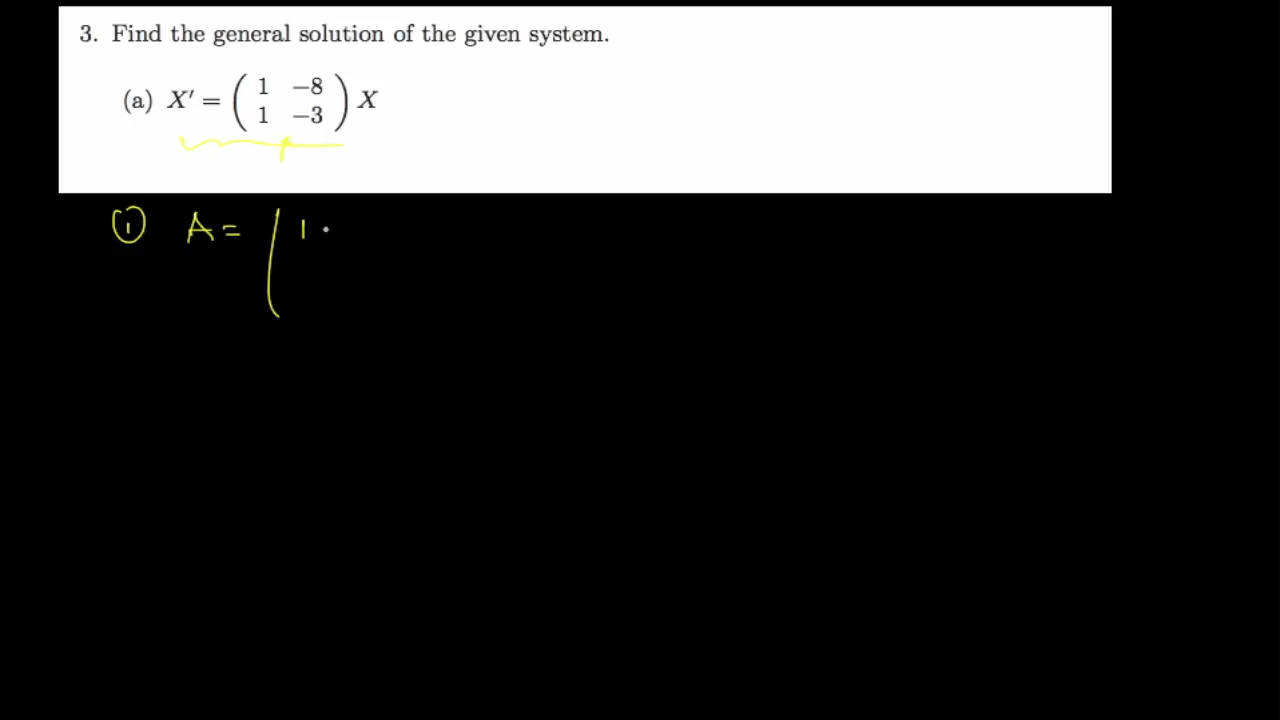 3. Find the general solution of the given system.
(a) X′ = ( 1 −8
1 −3 ) X
① A = ( 1